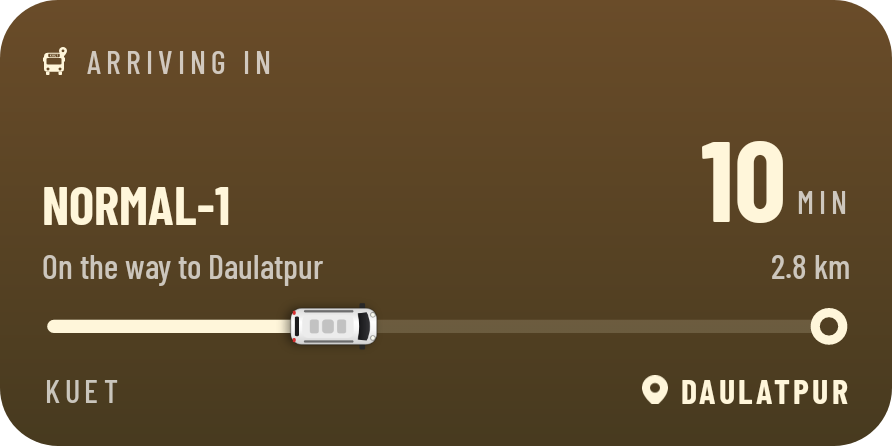 ARRIVING IN
NORMAL-1
10 MIN
On the way to Daulatpur
2.8 km
KUET
DAULATPUR